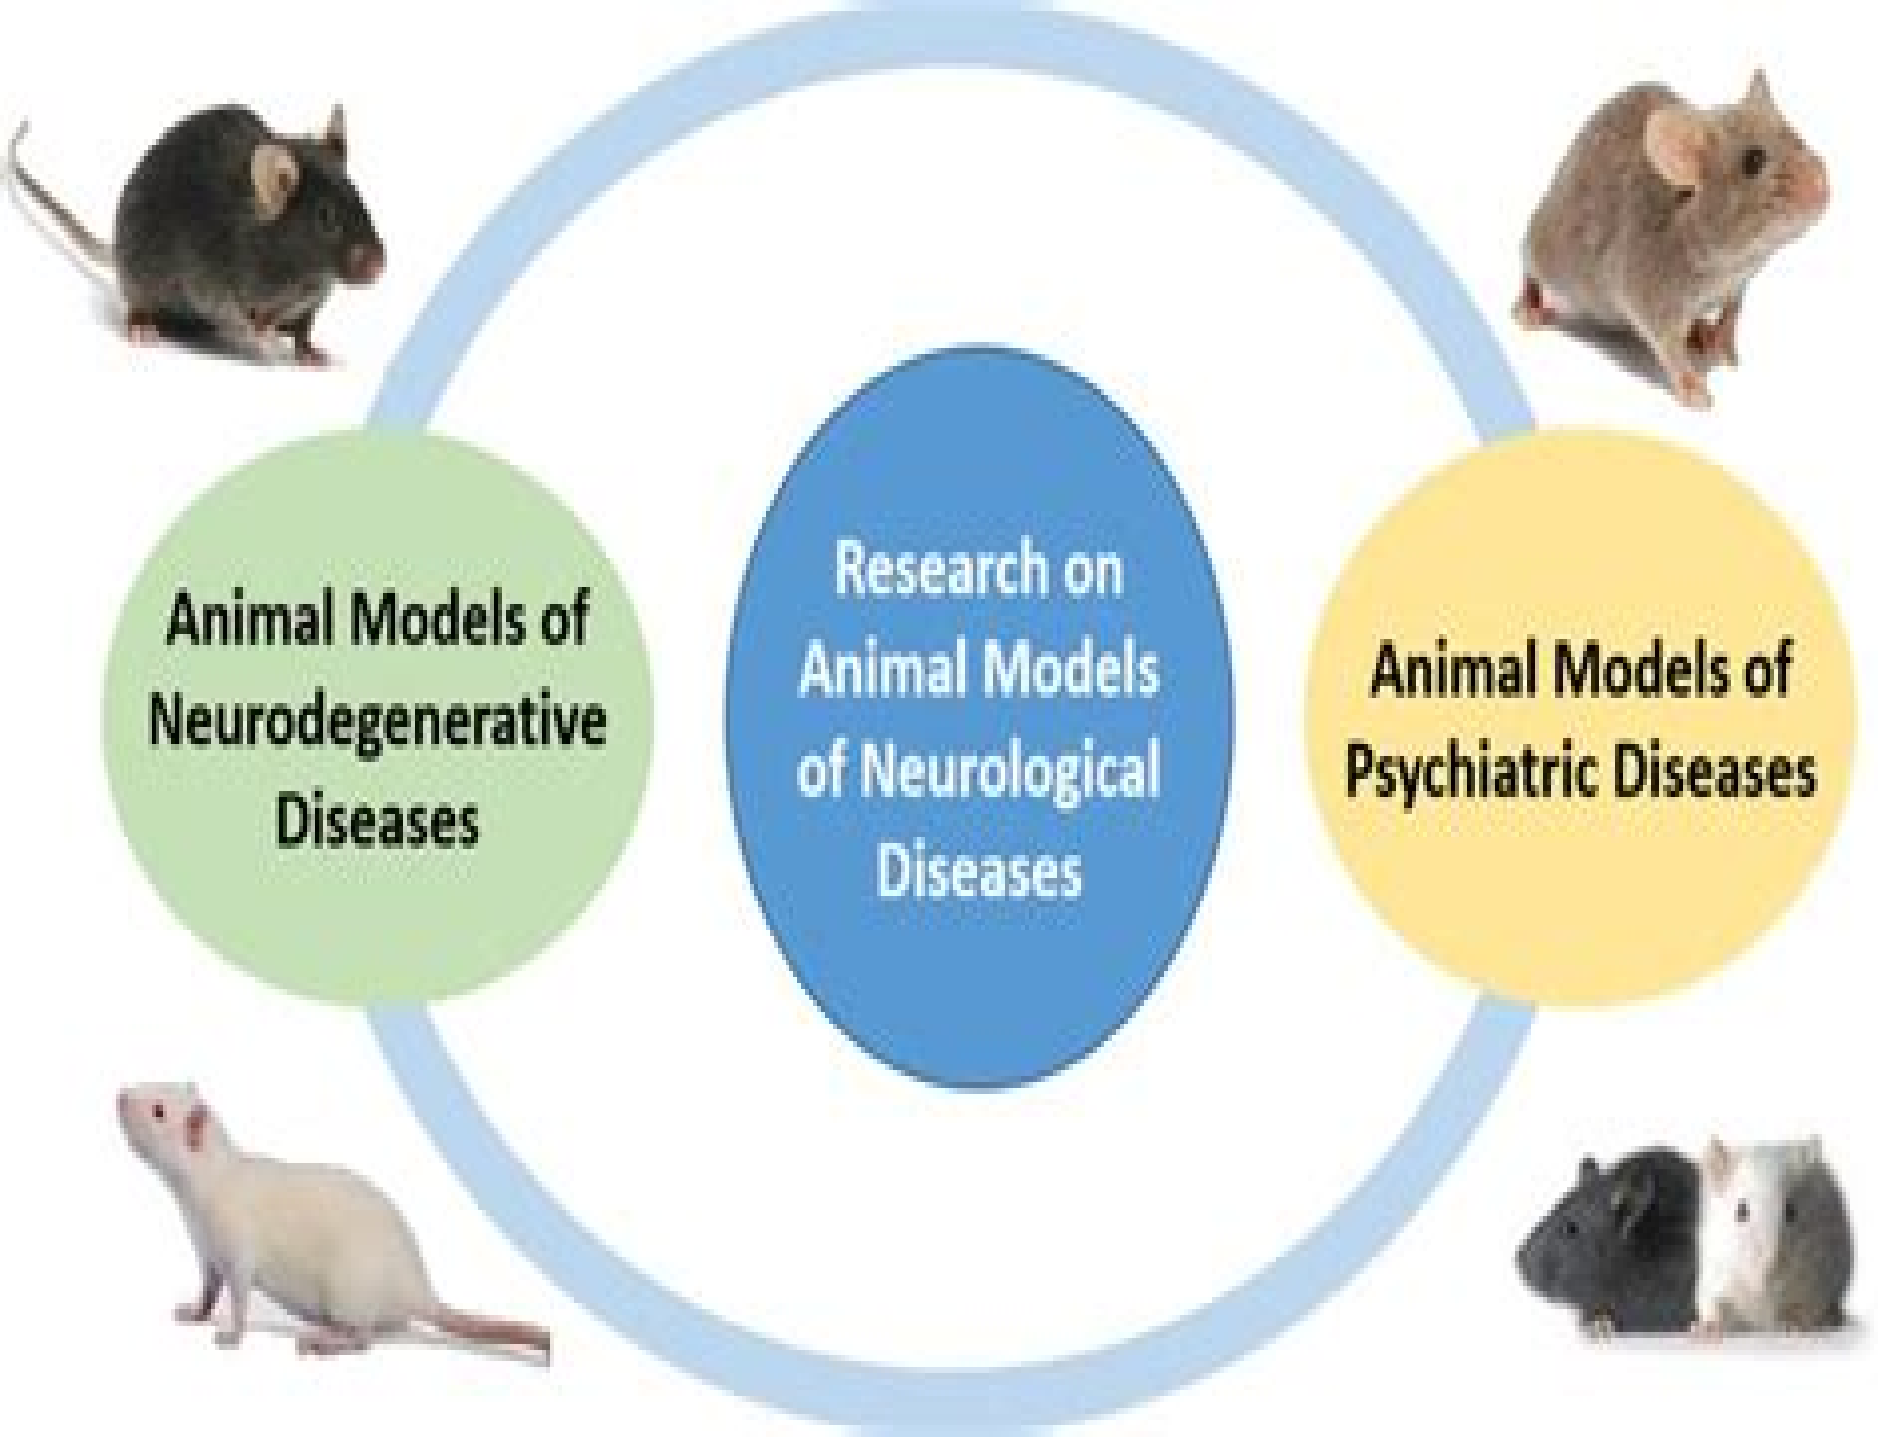 Animal Models of
Neurodegenerative
Diseases
Research on
Animal Models
of Neurological
Diseases
Animal Models of
Psychiatric Diseases